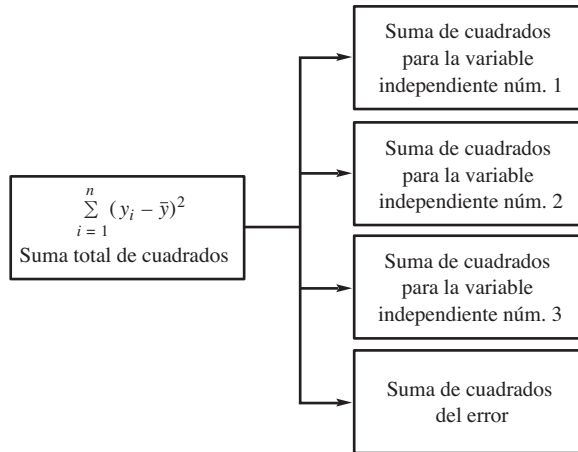 Suma de cuadrados
para la variable
independiente núm. 1
Suma de cuadrados
para la variable
independiente núm. 2
n
Σ (yᵢ – ȳ)²
i = 1
Suma total de cuadrados
Suma de cuadrados
para la variable
independiente núm. 3
Suma de cuadrados
del error